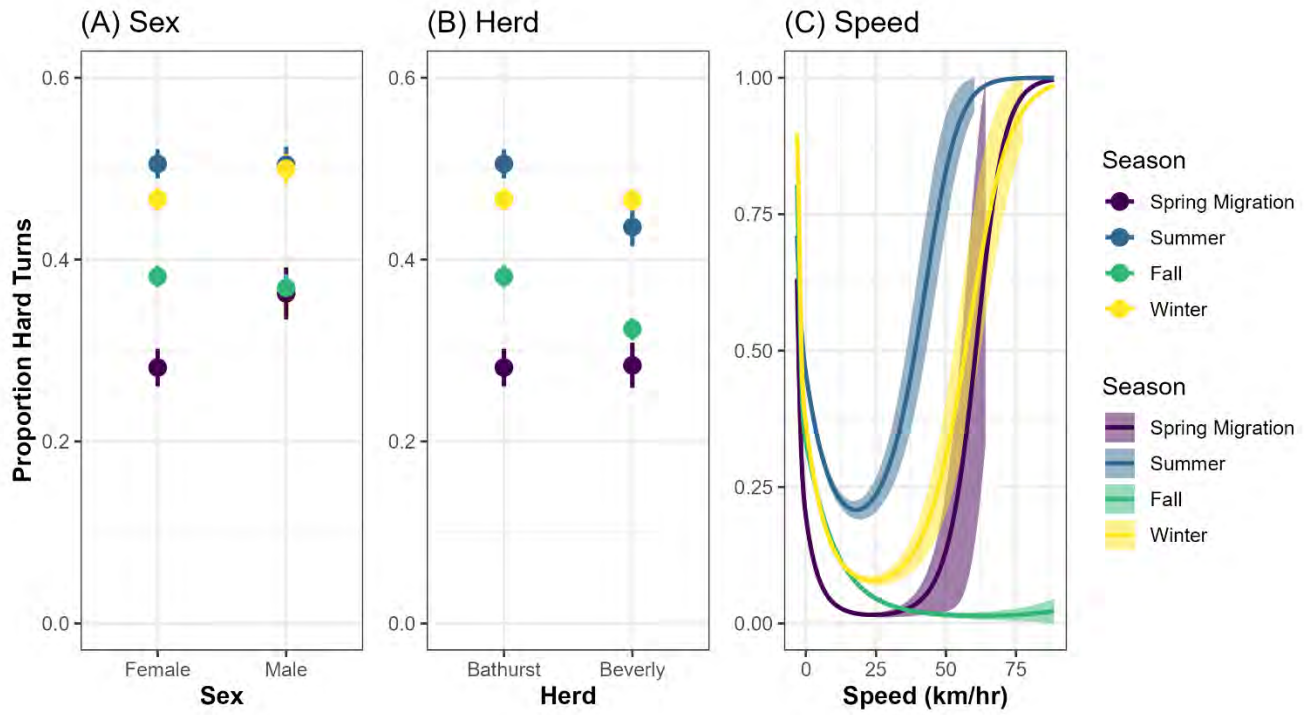 (A) Sex
(B) Herd
(C) Speed
Proportion Hard Turns
0.6
0.4
0.2
0.0
Female
Male
Sex
0.6
0.4
0.2
0.0
Bathurst
Beverly
Herd
1.00
0.75
0.50
0.25
0.00
0
25
50
75
Speed (km/hr)
Season
Spring Migration
Summer
Fall
Winter
Season
Spring Migration
Summer
Fall
Winter